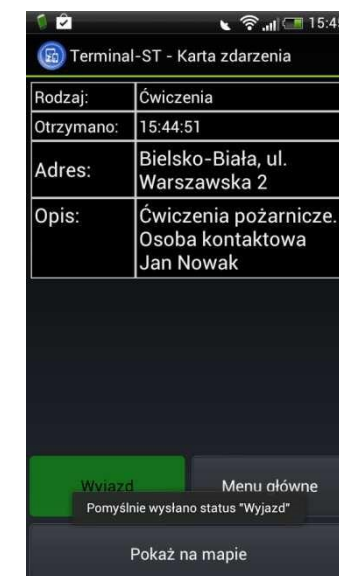 15:45
Terminal-ST - Karta zdarzenia
Rodzaj: Ćwiczenia
Otrzymano: 15:44:51
Adres: Bielsko-Biała, ul.
Warszawska 2
Opis: Ćwiczenia pożarnicze.
Osoba kontaktowa
Jan Nowak
Wyjazd Menu główne
Pomyślnie wysłano status "Wyjazd"
Pokaż na mapie